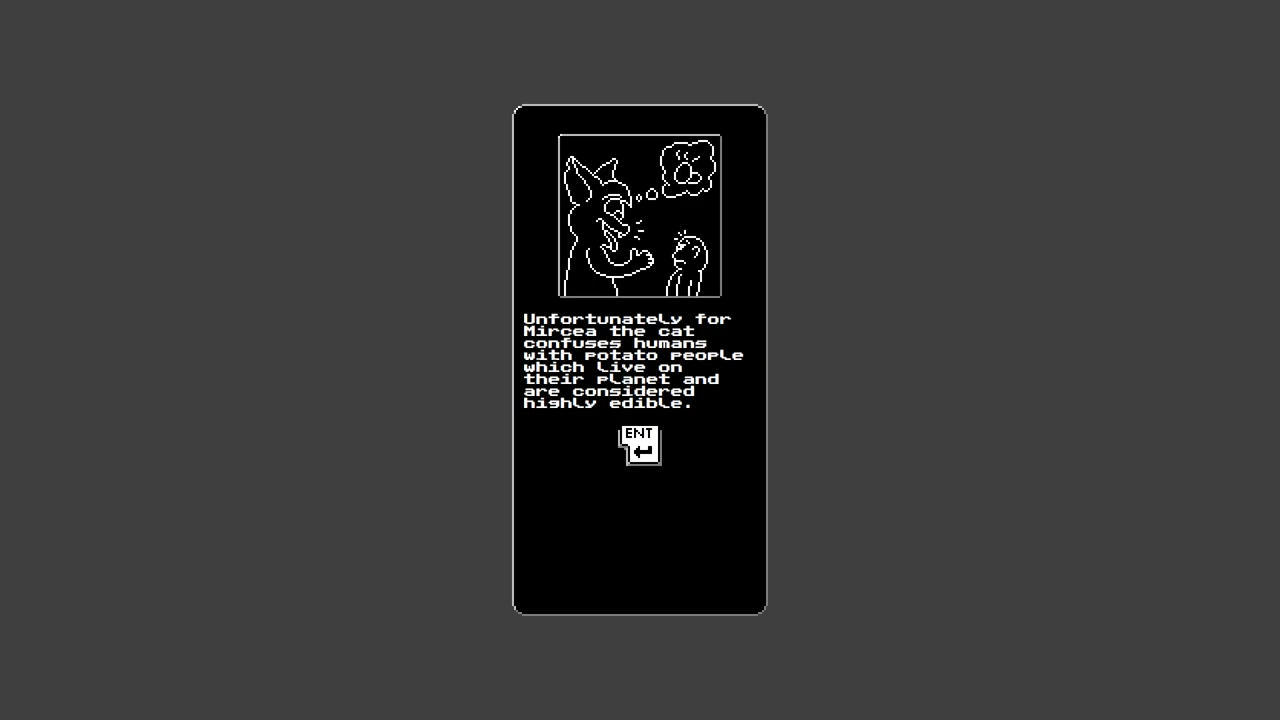 Unfortunately for
Mircea the cat
confuses humans
with potato people
which live on
their planet and
are considered
highly edible.
ENT